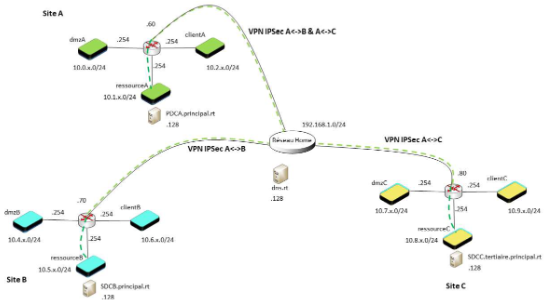 Site A
.60
VPN IPSec A<->B & A<->C
dmzA
clientA
.254
.254
10.0.x.0/24
.254
10.2.x.0/24
ressourceA
10.1.x.0/24
PDCA.principal.rt
.128
192.168.1.0/24
Réseau Home
VPN IPSec A<->B
VPN IPSec A<->C
dns.rt
.128
.80
dmzC
clientC
.254
.254
10.7.x.0/24
.254
10.9.x.0/24
ressourceC
10.8.x.0/24
SDCC.tertiaire.principal.rt
.128
Site C
.70
dmzB
clientB
.254
.254
10.4.x.0/24
.254
10.6.x.0/24
ressourceB
10.5.x.0/24
Site B
SDCB.principal.rt
.128